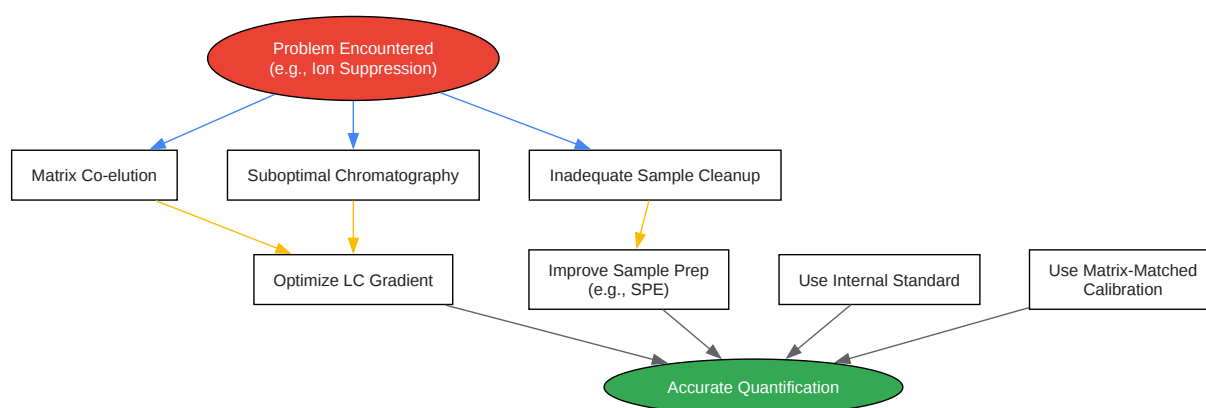 Problem Encountered
(e.g., Ion Suppression)
Matrix Co-elution
Suboptimal Chromatography
Inadequate Sample Cleanup
Optimize LC Gradient
Improve Sample Prep
(e.g., SPE)
Use Internal Standard
Use Matrix-Matched
Calibration
Accurate Quantification